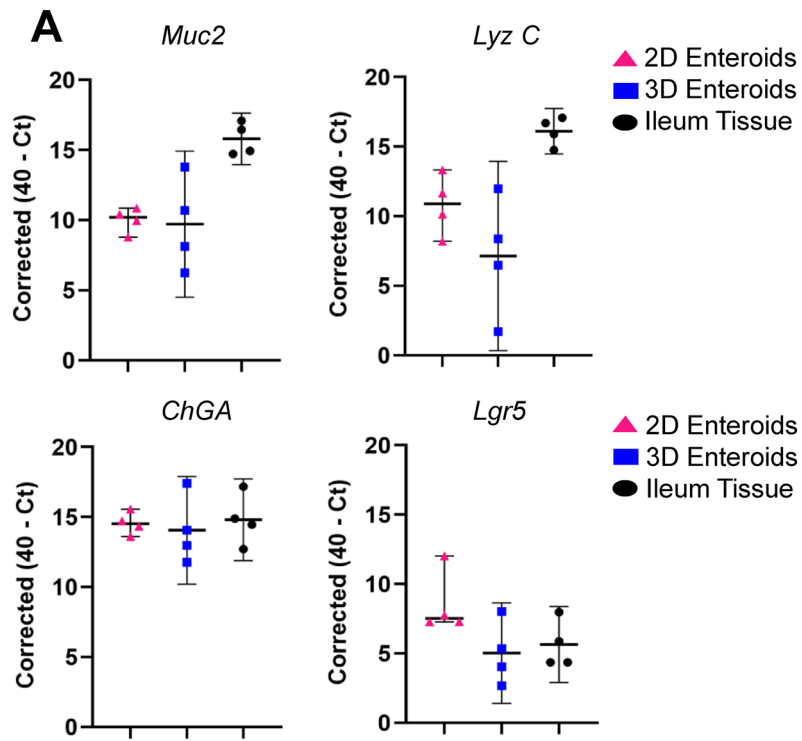 A
Muc2
Lyz C
2D Enteroids
3D Enteroids
Ileum Tissue
Corrected (40 - Ct)
20
15
10
5
0
Corrected (40 - Ct)
20
15
10
5
0
ChGA
Lgr5
2D Enteroids
3D Enteroids
Ileum Tissue
Corrected (40 - Ct)
20
15
10
5
0
Corrected (40 - Ct)
20
15
10
5
0